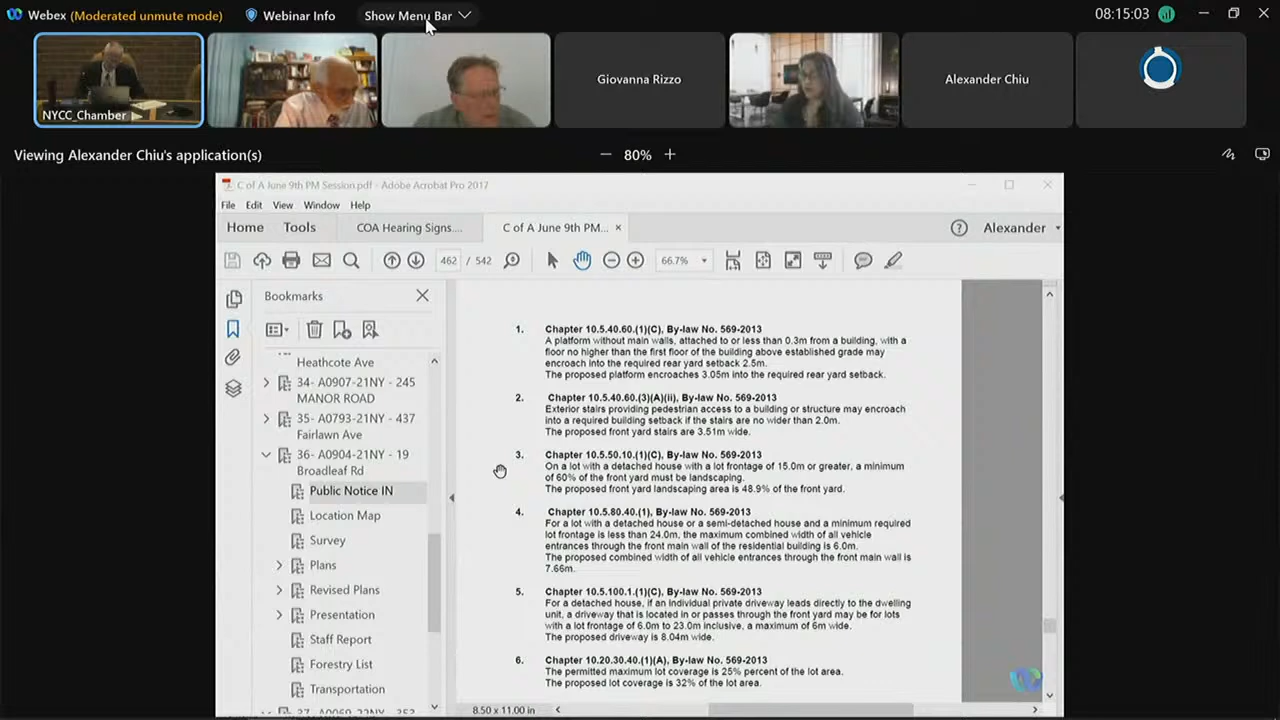 Webex (Moderated unmute mode) Webinar Info Show Menu Bar 08:15:03
NYCC_Chamber
Giovanna Rizzo
Alexander Chiu
Viewing Alexander Chiu's application(s)
80%
C of A June 9th PM Session.pdf - Adobe Acrobat Pro 2017
File Edit View Window Help
Home Tools COA Hearing Signs.... C of A June 9th PM... × Alexander
462 / 542 66.7%
Bookmarks
Heathcote Ave
34- A0907-21NY - 245
MANOR ROAD
35- A0793-21NY - 437
Fairlawn Ave
36- A0904-21NY - 19
Broadleaf Rd
Public Notice IN
Location Map
Survey
Plans
Revised Plans
Presentation
Staff Report
Forestry List
Transportation
1. Chapter 10.5.40.60.(1)(C), By-law No. 569-2013
A platform without main walls, attached to or less than 0.3m from a building, with a
floor no higher than the first floor of the building above established grade may
encroach into the required rear yard setback 2.5m.
The proposed platform encroaches 3.05m into the required rear yard setback.
2. Chapter 10.5.40.60.(3)(A)(ii), By-law No. 569-2013
Exterior stairs providing pedestrian access to a building or structure may encroach
into a required building setback if the stairs are no wider than 2.0m.
The proposed front yard stairs are 3.51m wide.
3. Chapter 10.5.50.10.(1)(C), By-law No. 569-2013
On a lot with a detached house with a lot frontage of 15.0m or greater, a minimum
of 60% of the front yard must be landscaping.
The proposed front yard landscaping area is 48.9% of the front yard.
4. Chapter 10.5.80.40.(1), By-law No. 569-2013
For a lot with a detached house or a semi-detached house and a minimum required
lot frontage is less than 24.0m, the maximum combined width of all vehicle
entrances through the front main wall of the residential building is 6.0m.
The proposed combined width of all vehicle entrances through the front main wall is
7.66m.
5. Chapter 10.5.100.1.(1)(C), By-law No. 569-2013
For a detached house, if an individual private driveway leads directly to the dwelling
unit, a driveway that is located in or passes through the front yard may be for lots
with a lot frontage of 6.0m to 23.0m inclusive, a maximum of 6m wide.
The proposed driveway is 8.04m wide.
6. Chapter 10.20.30.40.(1)(A), By-law No. 569-2013
The permitted maximum lot coverage is 25% percent of the lot area.
The proposed lot coverage is 32% of the lot area.
8.50 x 11.00 in